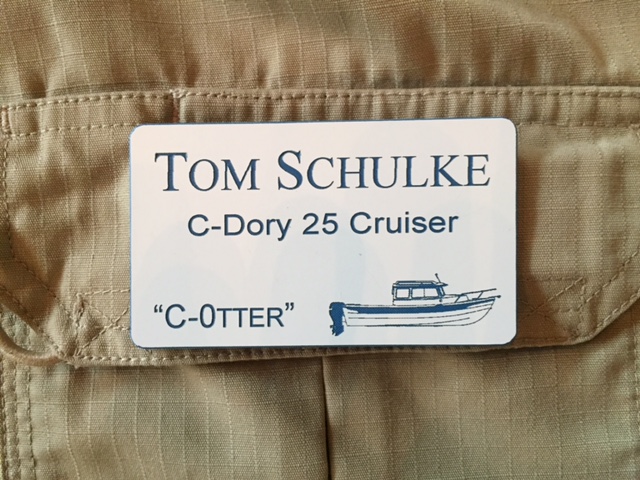 TOM SCHULKE
C-Dory 25 Cruiser
“C-0TTER”